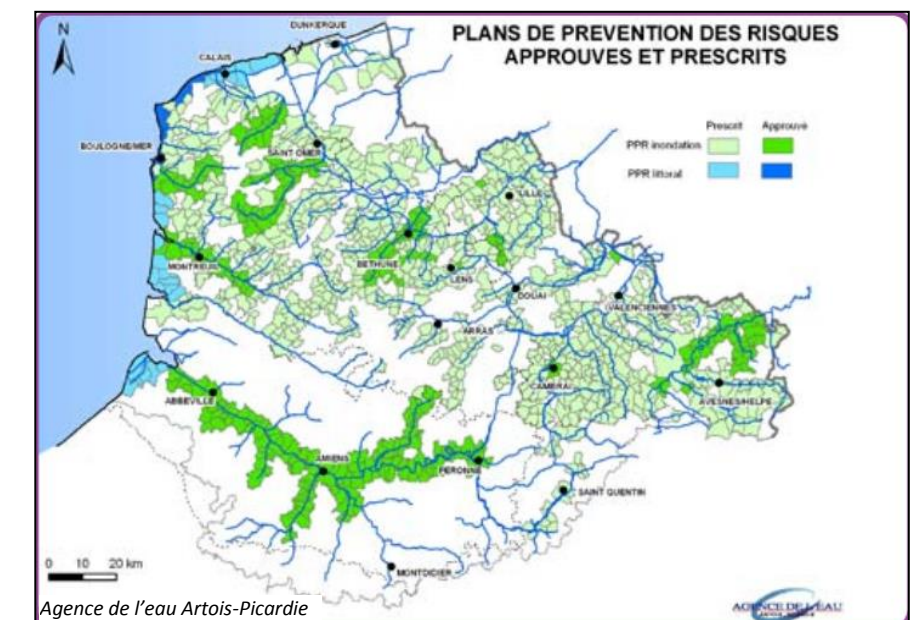 PLANS DE PREVENTION DES RISQUES
APPROUVES ET PRESCRITS
N
DUNKERQUE
CALAIS
Prescrit Approuvé
PPR inondation
PPR littoral
BOULOGNE/MER
SAINT OMER
LILLE
BETHUNE
MONTREUIL
LENS
DOUAI
VALENCIENNES
ARRAS
CAMBRAI
AVESNES/HELPE
ABBEVILLE
AMIENS
PERONNE
SAINT QUENTIN
MONTDIDIER
0 10 20 km
Agence de l'eau Artois-Picardie
AGENCE DE L'EAU